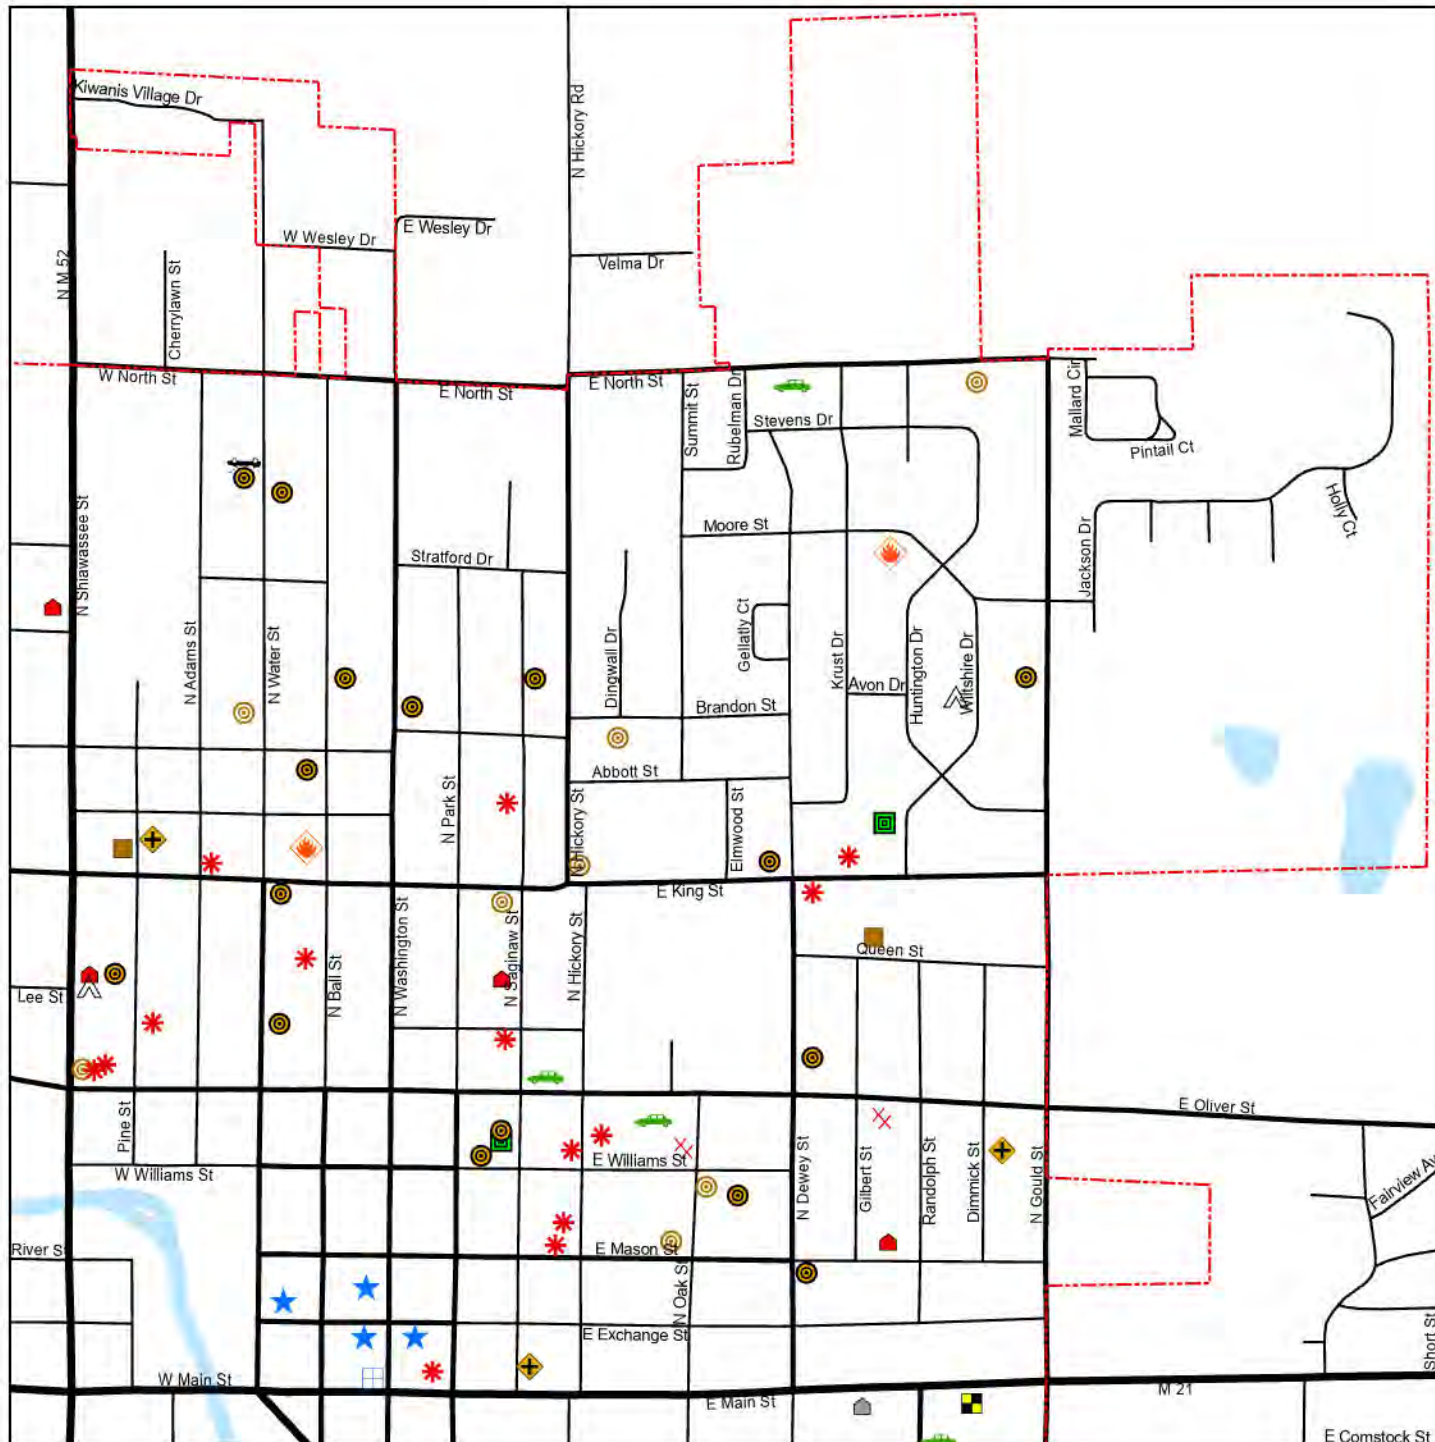 Kiwanis Village Dr
N Hickory Rd
E Wesley Dr
W Wesley Dr
Velma Dr
N M 52
Cherrylawn St
W North St
E North St
E North St
Summit St
Rubelman Dr
Stevens Dr
Mallard Cir
Pintail Ct
Holly Ct
N Shiawassee St
Moore St
Stratford Dr
Jackson Dr
N Adams St
N Water St
Dingwall Dr
Gellatly Ct
Krust Dr
Avon Dr
Huntington Dr
Wiltshire Dr
Brandon St
Abbott St
N Park St
N Hickory St
Elmwood St
E King St
N Washington St
N Saginaw St
N Hickory St
N Ball St
Queen St
Lee St
E Oliver St
Pine St
W Williams St
E Williams St
N Dewey St
Gilbert St
Randolph St
Dimmick St
N Gould St
Fairview Av
River S
E Mason St
N Oak St
E Exchange St
Short St
W Main St
E Main St
M 21
E Comstock St